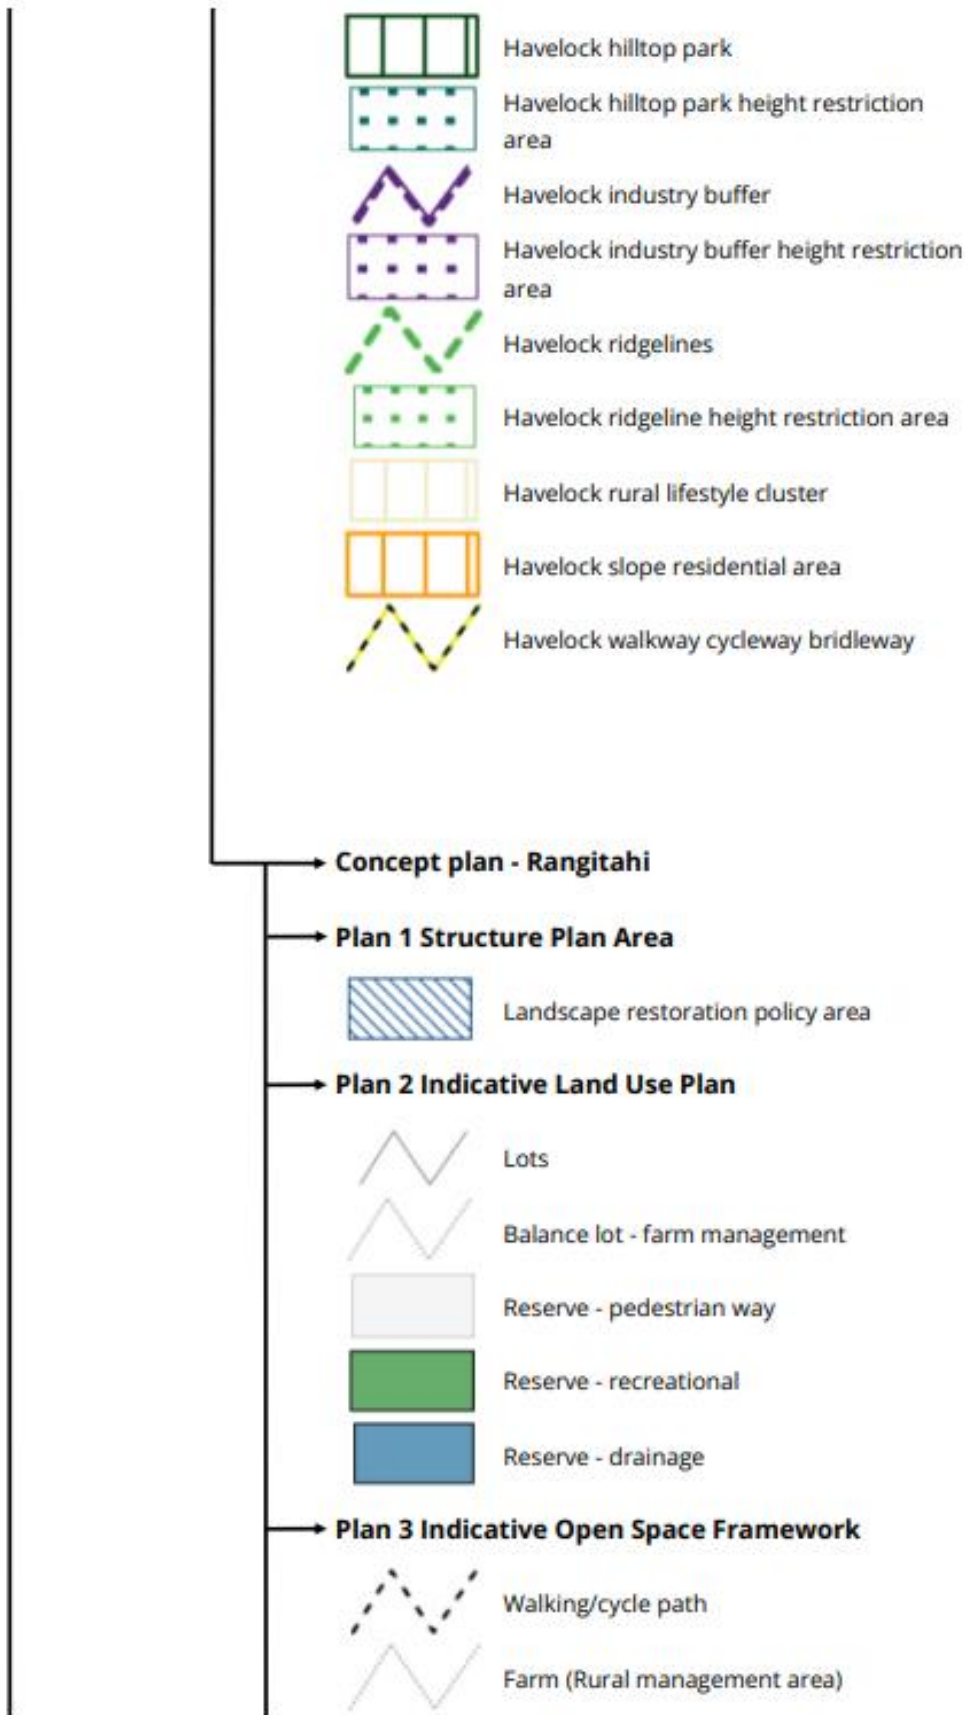 Havelock hilltop park
Havelock hilltop park height restriction
area
Havelock industry buffer
Havelock industry buffer height restriction
area
Havelock ridgelines
Havelock ridgeline height restriction area
Havelock rural lifestyle cluster
Havelock slope residential area
Havelock walkway cycleway bridleway
Concept plan - Rangitahi
Plan 1 Structure Plan Area
Landscape restoration policy area
Plan 2 Indicative Land Use Plan
Lots
Balance lot - farm management
Reserve - pedestrian way
Reserve - recreational
Reserve - drainage
Plan 3 Indicative Open Space Framework
Walking/cycle path
Farm (Rural management area)